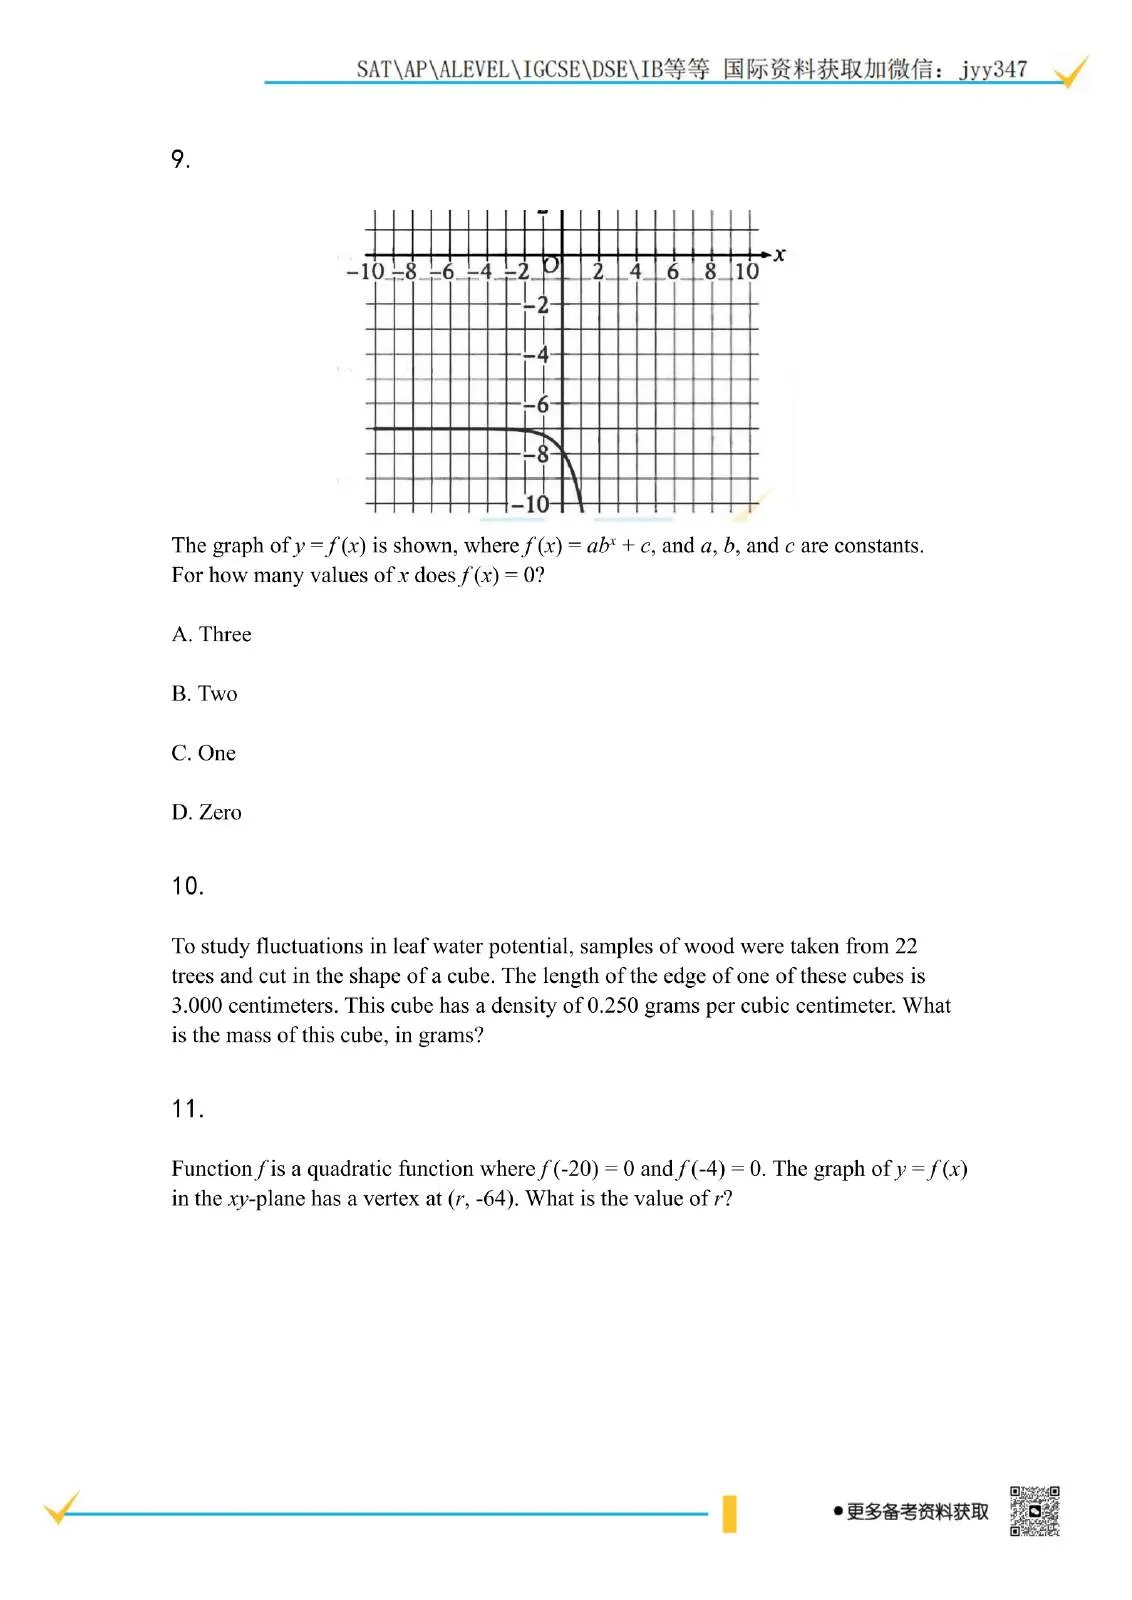 SAT\AP\ALEVEL\IGCSE\DSE\IB等等 国际资料获取加微信: jyy347
9.
x
-10 -8 -6 -4 -2 O 2 4 6 8 10
-2
-4
-6
-8
-10
The graph of y = f (x) is shown, where f (x) = abˣ + c, and a, b, and c are constants.
For how many values of x does f (x) = 0?
A. Three
B. Two
C. One
D. Zero
10.
To study fluctuations in leaf water potential, samples of wood were taken from 22
trees and cut in the shape of a cube. The length of the edge of one of these cubes is
3.000 centimeters. This cube has a density of 0.250 grams per cubic centimeter. What
is the mass of this cube, in grams?
11.
Function f is a quadratic function where f (-20) = 0 and f (-4) = 0. The graph of y = f (x)
in the xy-plane has a vertex at (r, -64). What is the value of r?
●更多备考资料获取